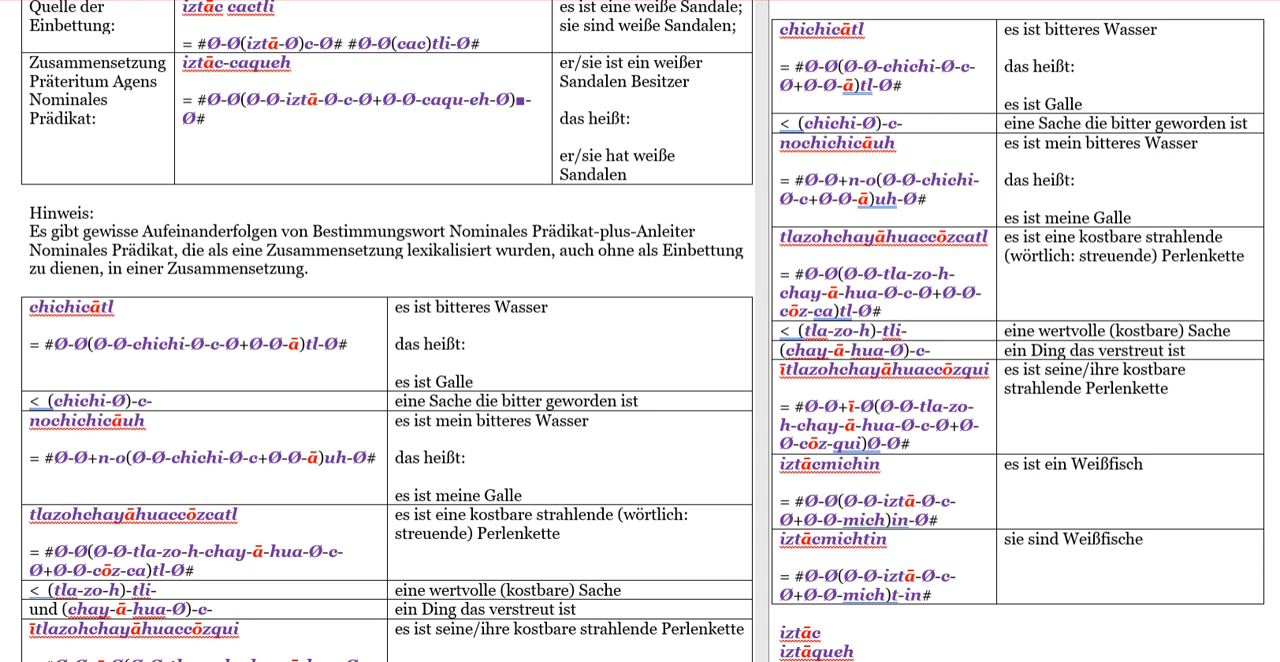 Quelle der
Einbettung:
iztāc cactli
= #Ø-Ø(iztā-Ø)c-Ø# #Ø-Ø(cac)tli-Ø#
es ist eine weiße Sandale;
sie sind weiße Sandalen;
Zusammensetzung
Präteritum Agens
Nominales
Prädikat:
iztāc-caqueh
= #Ø-Ø(Ø-Ø-iztā-Ø-c-Ø+Ø-Ø-caqu-eh-Ø)■-
Ø#
er/sie ist ein weißer
Sandalen Besitzer
das heißt:
er/sie hat weiße
Sandalen
Hinweis:
Es gibt gewisse Aufeinanderfolgen von Bestimmungswort Nominales Prädikat-plus-Anleiter
Nominales Prädikat, die als eine Zusammensetzung lexikalisiert wurden, auch ohne als Einbettung
zu dienen, in einer Zusammensetzung.
chichicātl
= #Ø-Ø(Ø-Ø-chichi-Ø-c-Ø+Ø-Ø-ā)tl-Ø#
es ist bitteres Wasser
das heißt:
es ist Galle
< (chichi-Ø)-c-
eine Sache die bitter geworden ist
nochichicāuh
= #Ø-Ø+n-o(Ø-Ø-chichi-Ø-c+Ø-Ø-ā)uh-Ø#
es ist mein bitteres Wasser
das heißt:
es ist meine Galle
tlazohchayāhuaccōzcatl
= #Ø-Ø(Ø-Ø-tla-zo-h-chay-ā-hua-Ø-c-
Ø+Ø-Ø-cōz-ca)tl-Ø#
es ist eine kostbare strahlende (wörtlich:
streuende) Perlenkette
< (tla-zo-h)-tli-
eine wertvolle (kostbare) Sache
und (chay-ā-hua-Ø)-c-
ein Ding das verstreut ist
ītlazohchayāhuaccōzqui
es ist seine/ihre kostbare strahlende Perlenkette
chichicātl
= #Ø-Ø(Ø-Ø-chichi-Ø-c-
Ø+Ø-Ø-ā)tl-Ø#
es ist bitteres Wasser
das heißt:
es ist Galle
< (chichi-Ø)-c-
eine Sache die bitter geworden ist
nochichicāuh
= #Ø-Ø+n-o(Ø-Ø-chichi-
Ø-c+Ø-Ø-ā)uh-Ø#
es ist mein bitteres Wasser
das heißt:
es ist meine Galle
tlazohchayāhuaccōzcatl
= #Ø-Ø(Ø-Ø-tla-zo-h-
chay-ā-hua-Ø-c-Ø+Ø-Ø-
cōz-ca)tl-Ø#
es ist eine kostbare strahlende
(wörtlich: streuende) Perlenkette
< (tla-zo-h)-tli-
eine wertvolle (kostbare) Sache
(chay-ā-hua-Ø)-c-
ein Ding das verstreut ist
ītlazohchayāhuaccōzqui
= #Ø-Ø+ī-Ø(Ø-Ø-tla-zo-
h-chay-ā-hua-Ø-c-Ø+Ø-
Ø-cōz-qui)Ø-Ø#
es ist seine/ihre kostbare
strahlende Perlenkette
iztācmichin
= #Ø-Ø(Ø-Ø-iztā-Ø-c-
Ø+Ø-Ø-mich)in-Ø#
es ist ein Weißfisch
iztācmichtin
= #Ø-Ø(Ø-Ø-iztā-Ø-c-
Ø+Ø-Ø-mich)t-in#
sie sind Weißfische
iztāc
iztāqueh